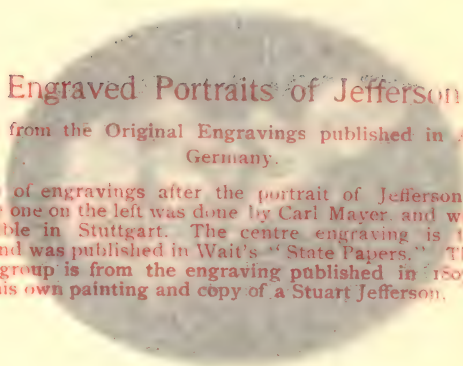 Engraved Portraits of Jefferson
from the Original Engravings published in
Germany.
of engravings after the portrait of Jefferson
one on the left was done by Carl Mayer, and
in Stuttgart. The centre engraving is
was published in Wait's "State Papers."
group is from the engraving published in
his own painting and copy of a Stuart Jefferson.